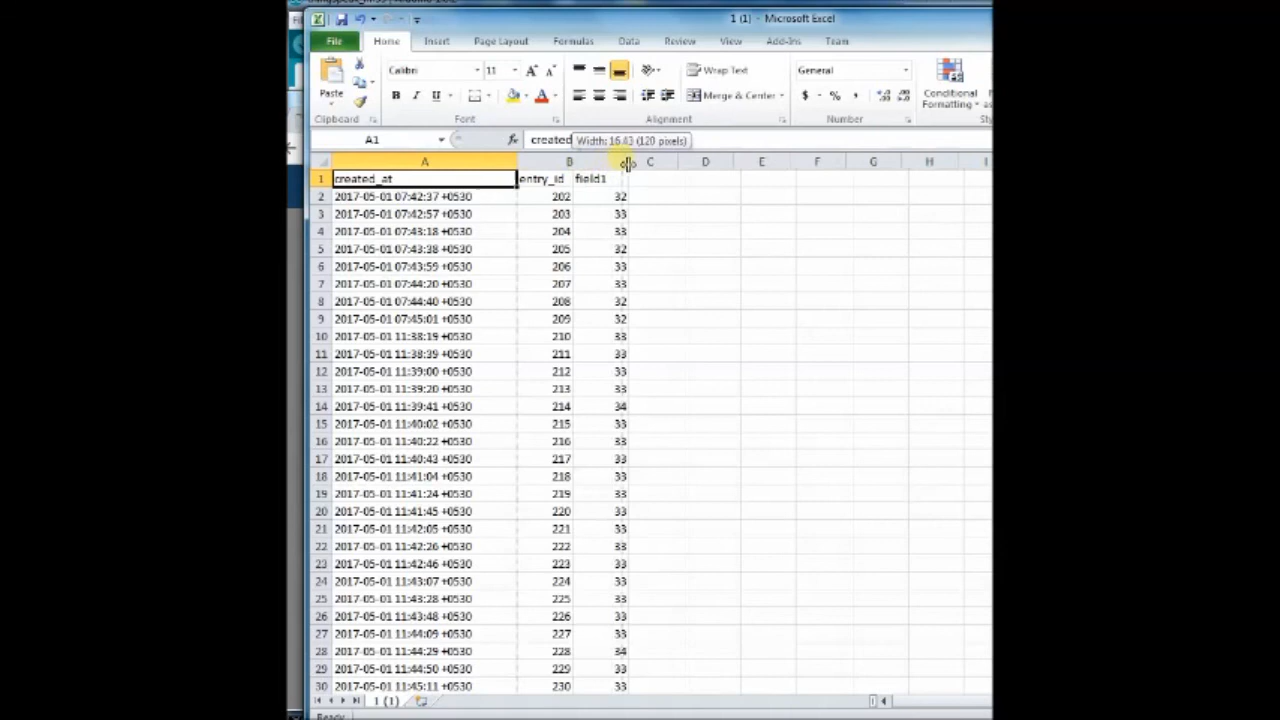 1 (1) - Microsoft Excel
File Home Insert Page Layout Formulas Data Review View Add-Ins Team
Paste
Calibri 11 A A
Wrap Text
General
B I U A
Merge & Center
$ % ,
Conditional
Formatting
Clipboard Font Alignment Number
A1 fx created Width: 16.43 (120 pixels)
A B C D E F G H I
1 created_at entry_id field1
2 2017-05-01 07:42:37 +0530 202 32
3 2017-05-01 07:42:57 +0530 203 33
4 2017-05-01 07:43:18 +0530 204 33
5 2017-05-01 07:43:38 +0530 205 32
6 2017-05-01 07:43:59 +0530 206 33
7 2017-05-01 07:44:20 +0530 207 33
8 2017-05-01 07:44:40 +0530 208 32
9 2017-05-01 07:45:01 +0530 209 32
10 2017-05-01 11:38:19 +0530 210 33
11 2017-05-01 11:38:39 +0530 211 33
12 2017-05-01 11:39:00 +0530 212 33
13 2017-05-01 11:39:20 +0530 213 33
14 2017-05-01 11:39:41 +0530 214 34
15 2017-05-01 11:40:02 +0530 215 33
16 2017-05-01 11:40:22 +0530 216 33
17 2017-05-01 11:40:43 +0530 217 33
18 2017-05-01 11:41:04 +0530 218 33
19 2017-05-01 11:41:24 +0530 219 33
20 2017-05-01 11:41:45 +0530 220 33
21 2017-05-01 11:42:05 +0530 221 33
22 2017-05-01 11:42:26 +0530 222 33
23 2017-05-01 11:42:46 +0530 223 33
24 2017-05-01 11:43:07 +0530 224 33
25 2017-05-01 11:43:28 +0530 225 33
26 2017-05-01 11:43:48 +0530 226 33
27 2017-05-01 11:44:09 +0530 227 33
28 2017-05-01 11:44:29 +0530 228 34
29 2017-05-01 11:44:50 +0530 229 33
30 2017-05-01 11:45:11 +0530 230 33
1 (1)
Ready